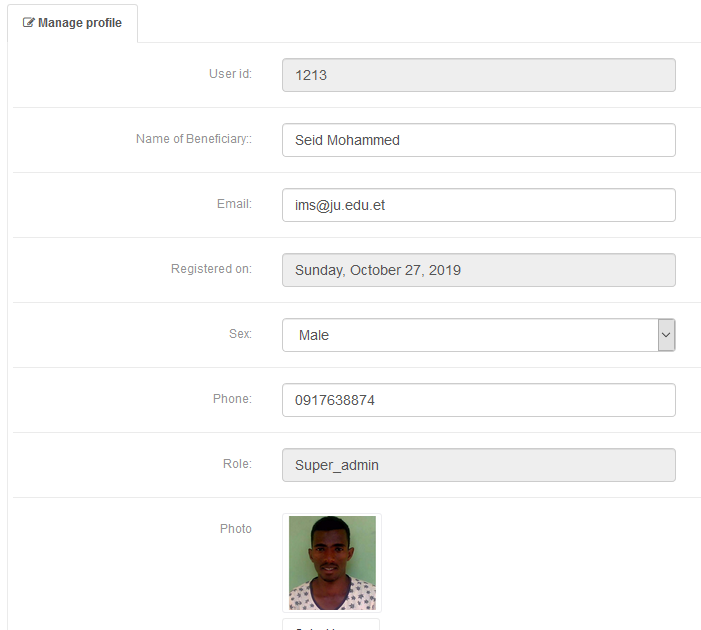 Manage profile
User id: 1213
Name of Beneficiary:: Seid Mohammed
Email: ims@ju.edu.et
Registered on: Sunday, October 27, 2019
Sex: Male
Phone: 0917638874
Role: Super_admin
Photo